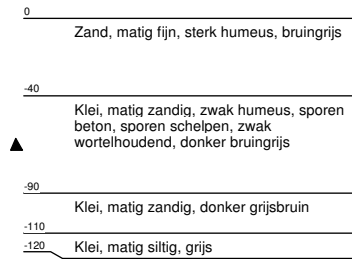 0
Zand, matig fijn, sterk humeus, bruingrijs
-40
Klei, matig zandig, zwak humeus, sporen
beton, sporen schelpen, zwak
wortelhoudend, donker bruingrijs
-90
Klei, matig zandig, donker grijsbruin
-110
-120 Klei, matig siltig, grijs